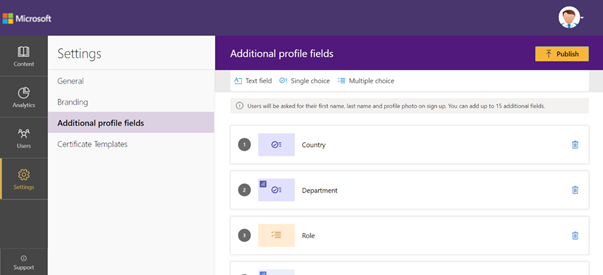 Microsoft
Content
Analytics
Users
Settings
Support
Settings
General
Branding
Additional profile fields
Certificate Templates
Additional profile fields
Publish
Text field Single choice Multiple choice
Users will be asked for their first name, last name and profile photo on sign up. You can add up to 15 additional fields.
1 Country
2 Department
3 Role